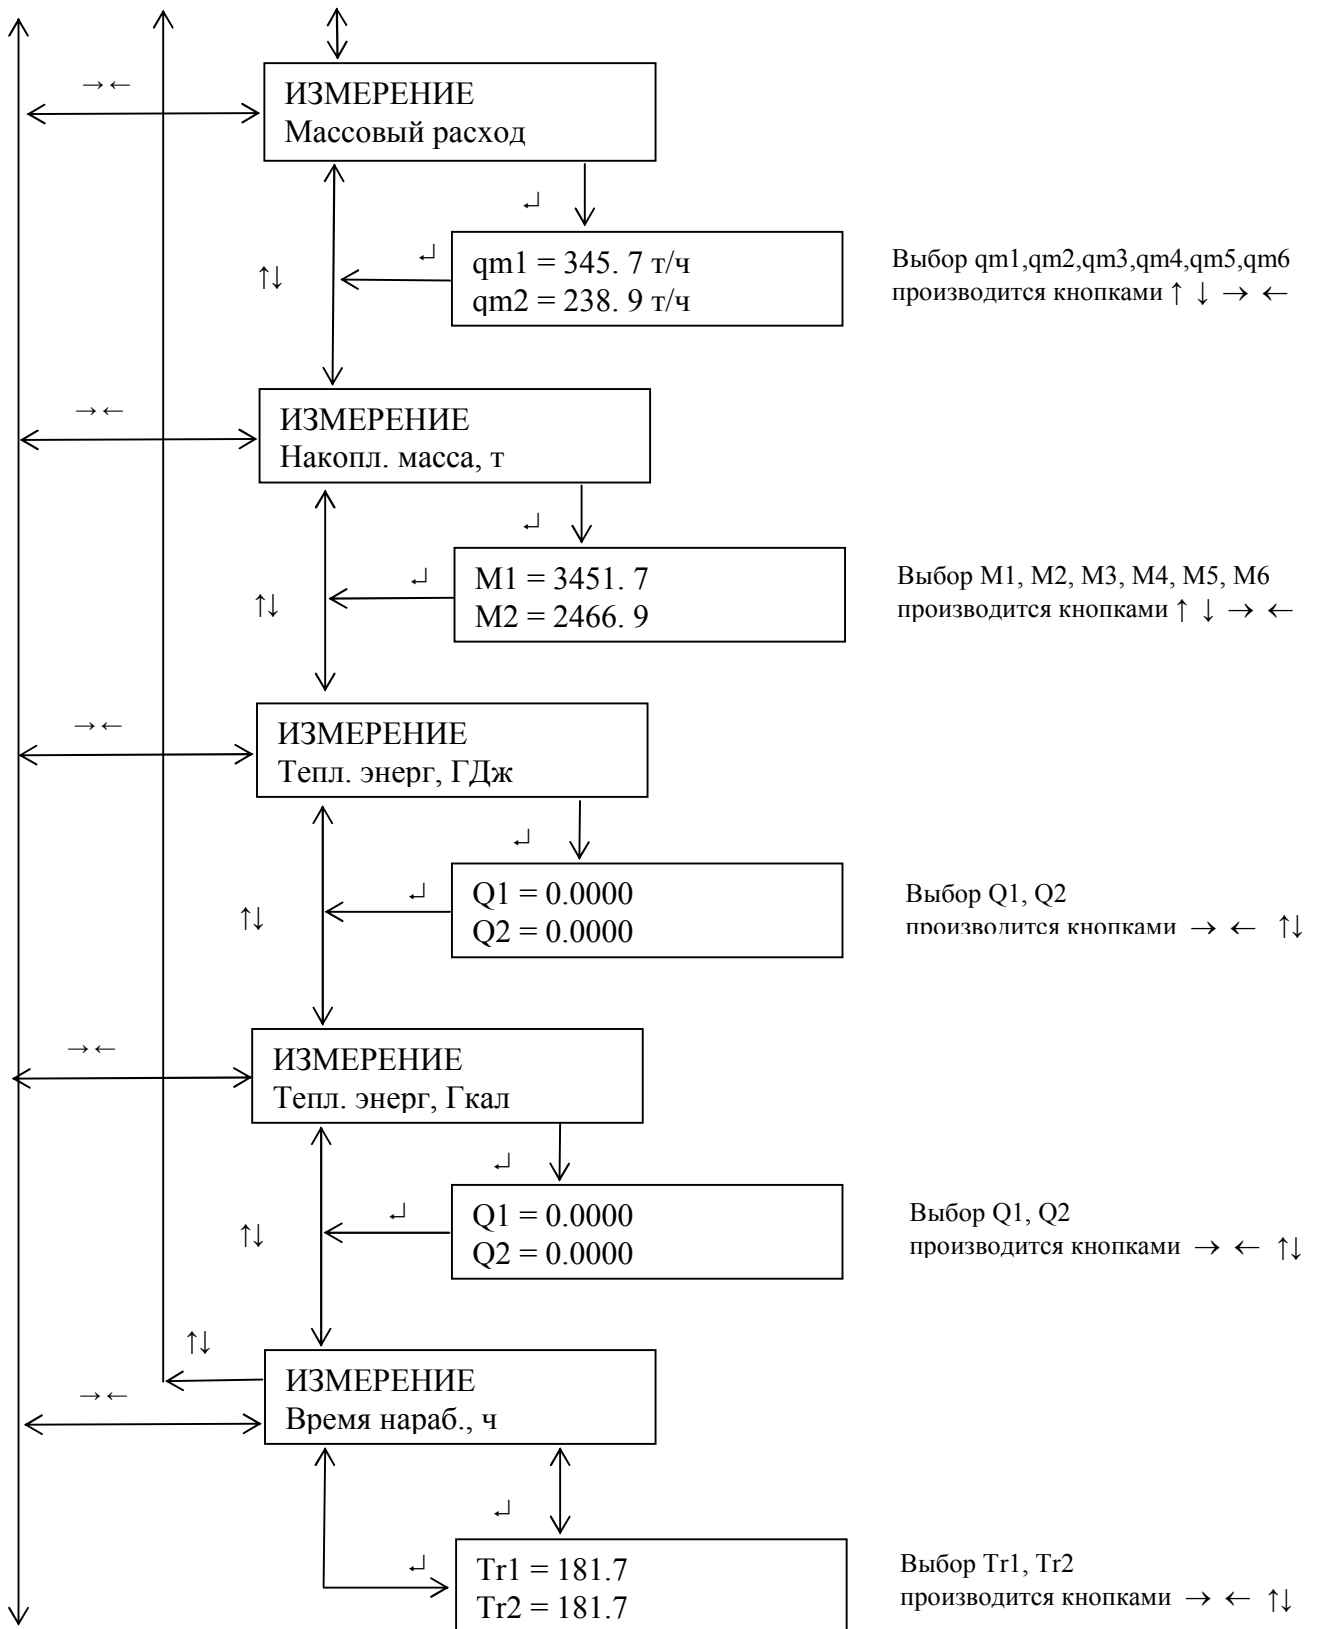 → ←
ИЗМЕРЕНИЕ
Массовый расход
↵
↵
↑↓
qm1 = 345. 7 т/ч
qm2 = 238. 9 т/ч
Выбор qm1,qm2,qm3,qm4,qm5,qm6
производится кнопками ↑ ↓ → ←
→ ←
ИЗМЕРЕНИЕ
Накопл. масса, т
↵
↵
↑↓
M1 = 3451. 7
M2 = 2466. 9
Выбор M1, M2, M3, M4, M5, M6
производится кнопками ↑ ↓ → ←
→ ←
ИЗМЕРЕНИЕ
Тепл. энерг, ГДж
↵
↵
↑↓
Q1 = 0.0000
Q2 = 0.0000
Выбор Q1, Q2
производится кнопками → ← ↑↓
→ ←
ИЗМЕРЕНИЕ
Тепл. энерг, Гкал
↵
↵
↑↓
Q1 = 0.0000
Q2 = 0.0000
Выбор Q1, Q2
производится кнопками → ← ↑↓
↑↓
→ ←
ИЗМЕРЕНИЕ
Время нараб., ч
↵
↵
Tr1 = 181.7
Tr2 = 181.7
Выбор Tr1, Tr2
производится кнопками → ← ↑↓